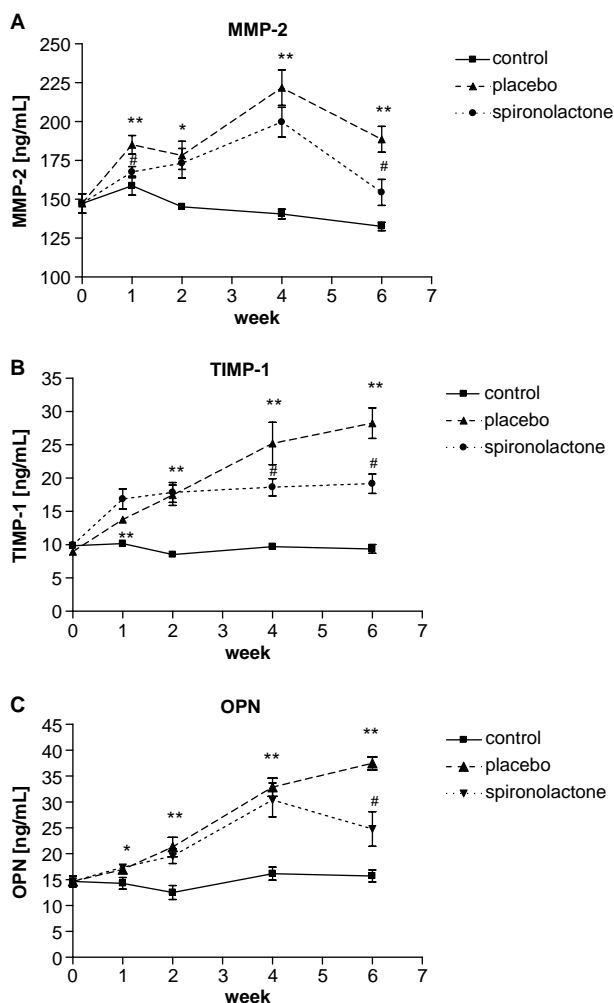 A
MMP-2
MMP-2 [ng/mL]
250
225
200
175
150
125
100
**
*
**
**
#
#
0 1 2 3 4 5 6 7
week
control
placebo
spironolactone
B
TIMP-1
TIMP-1 [ng/mL]
35
30
25
20
15
10
5
0
**
**
**
#
#
**
0 1 2 3 4 5 6 7
week
control
placebo
spironolactone
C
OPN
OPN [ng/mL]
45
40
35
30
25
20
15
10
5
0
**
**
**
*
#
0 1 2 3 4 5 6 7
week
control
placebo
spironolactone